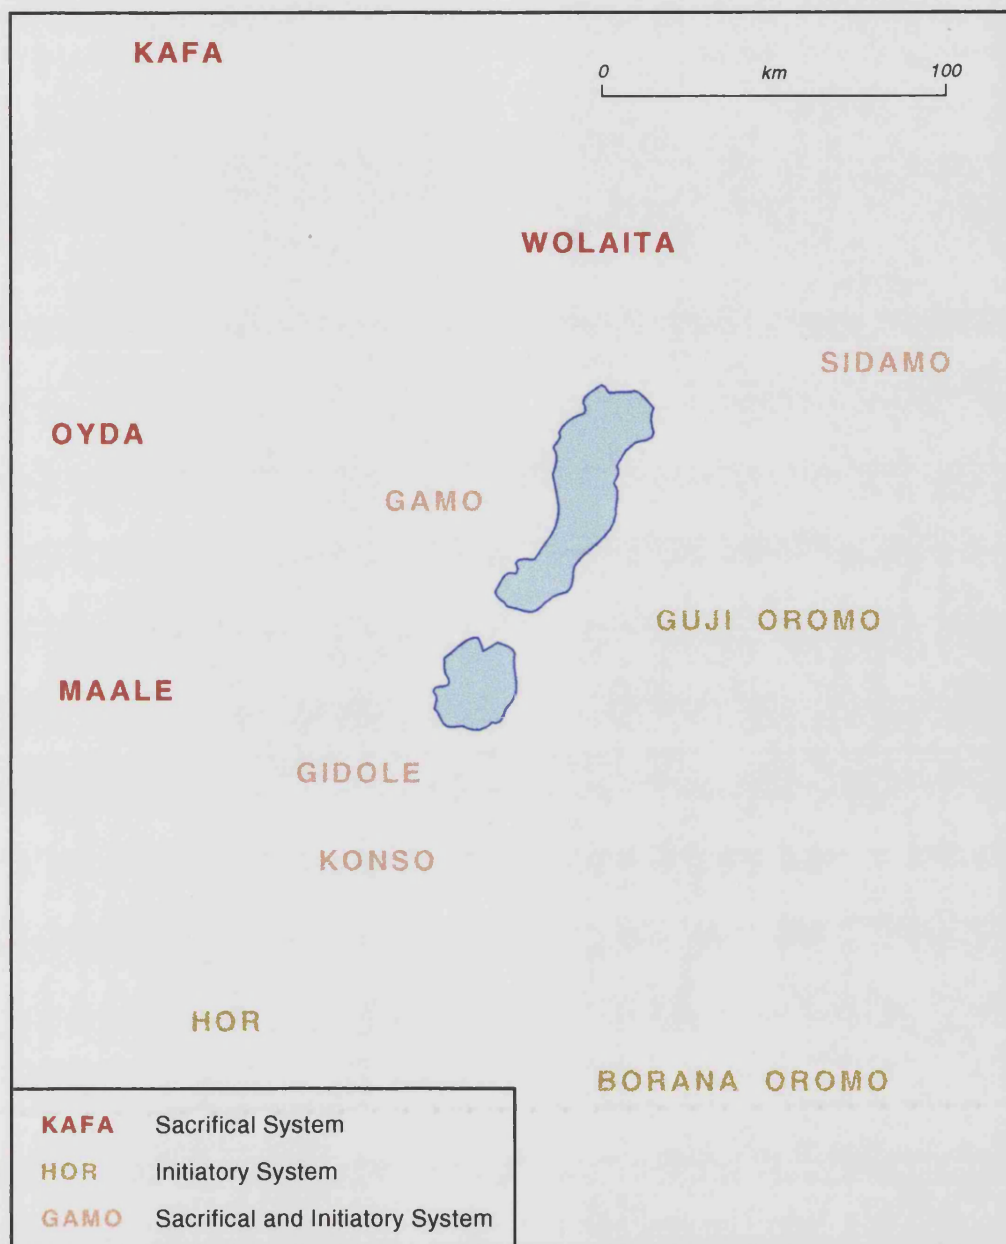 KAFA
0 km 100
WOLAITA
SIDAMO
OYDA
GAMO
GUJI OROMO
MAALE
GIDOLE
KONSO
HOR
BORANA OROMO
KAFA Sacrifical System
HOR Initiatory System
GAMO Sacrifical and Initiatory System